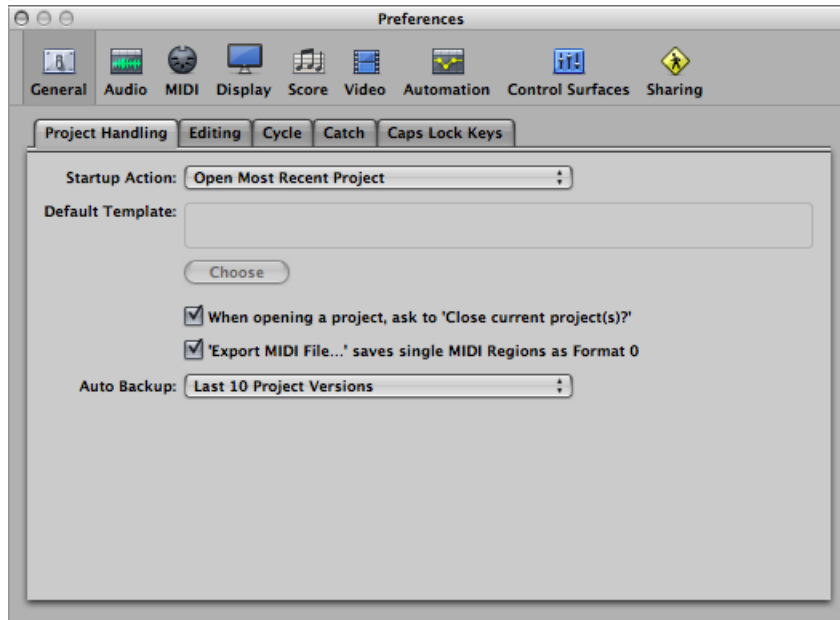 Preferences
General Audio MIDI Display Score Video Automation Control Surfaces Sharing
Project Handling Editing Cycle Catch Caps Lock Keys
Startup Action: Open Most Recent Project
Default Template:
Choose
When opening a project, ask to 'Close current project(s)?'
'Export MIDI File...' saves single MIDI Regions as Format 0
Auto Backup: Last 10 Project Versions